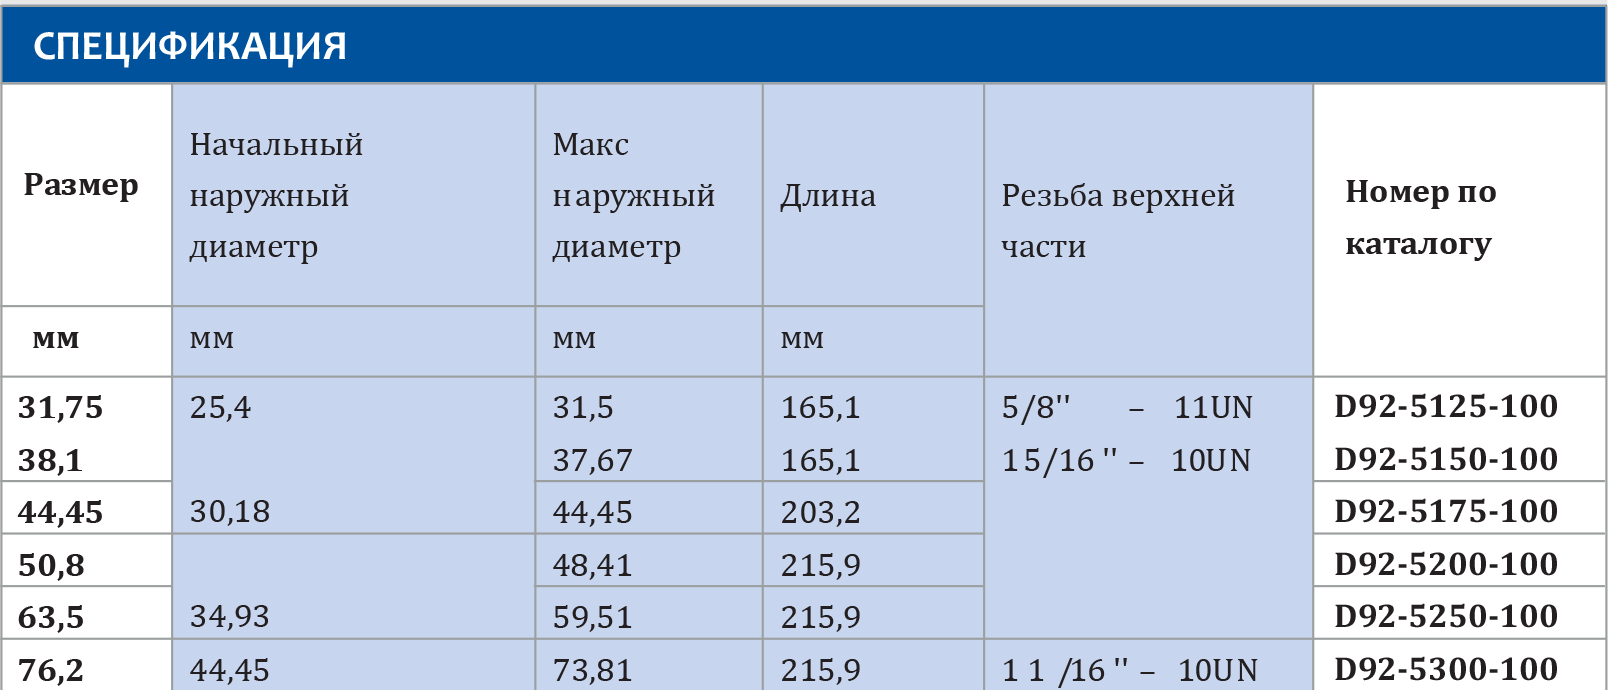 СПЕЦИФИКАЦИЯ
Размер
Начальный
наружный
диаметр
Макс
наружный
диаметр
Длина
Резьба верхней
части
Номер по
каталогу
мм мм мм мм
31,75 25,4 31,5 165,1 5/8'' – 11UN D92-5125-100
38,1 37,67 165,1 15/16 '' – 10UN D92-5150-100
44,45 30,18 44,45 203,2 D92-5175-100
50,8 48,41 215,9 D92-5200-100
63,5 34,93 59,51 215,9 D92-5250-100
76,2 44,45 73,81 215,9 1 1 /16 '' – 10UN D92-5300-100